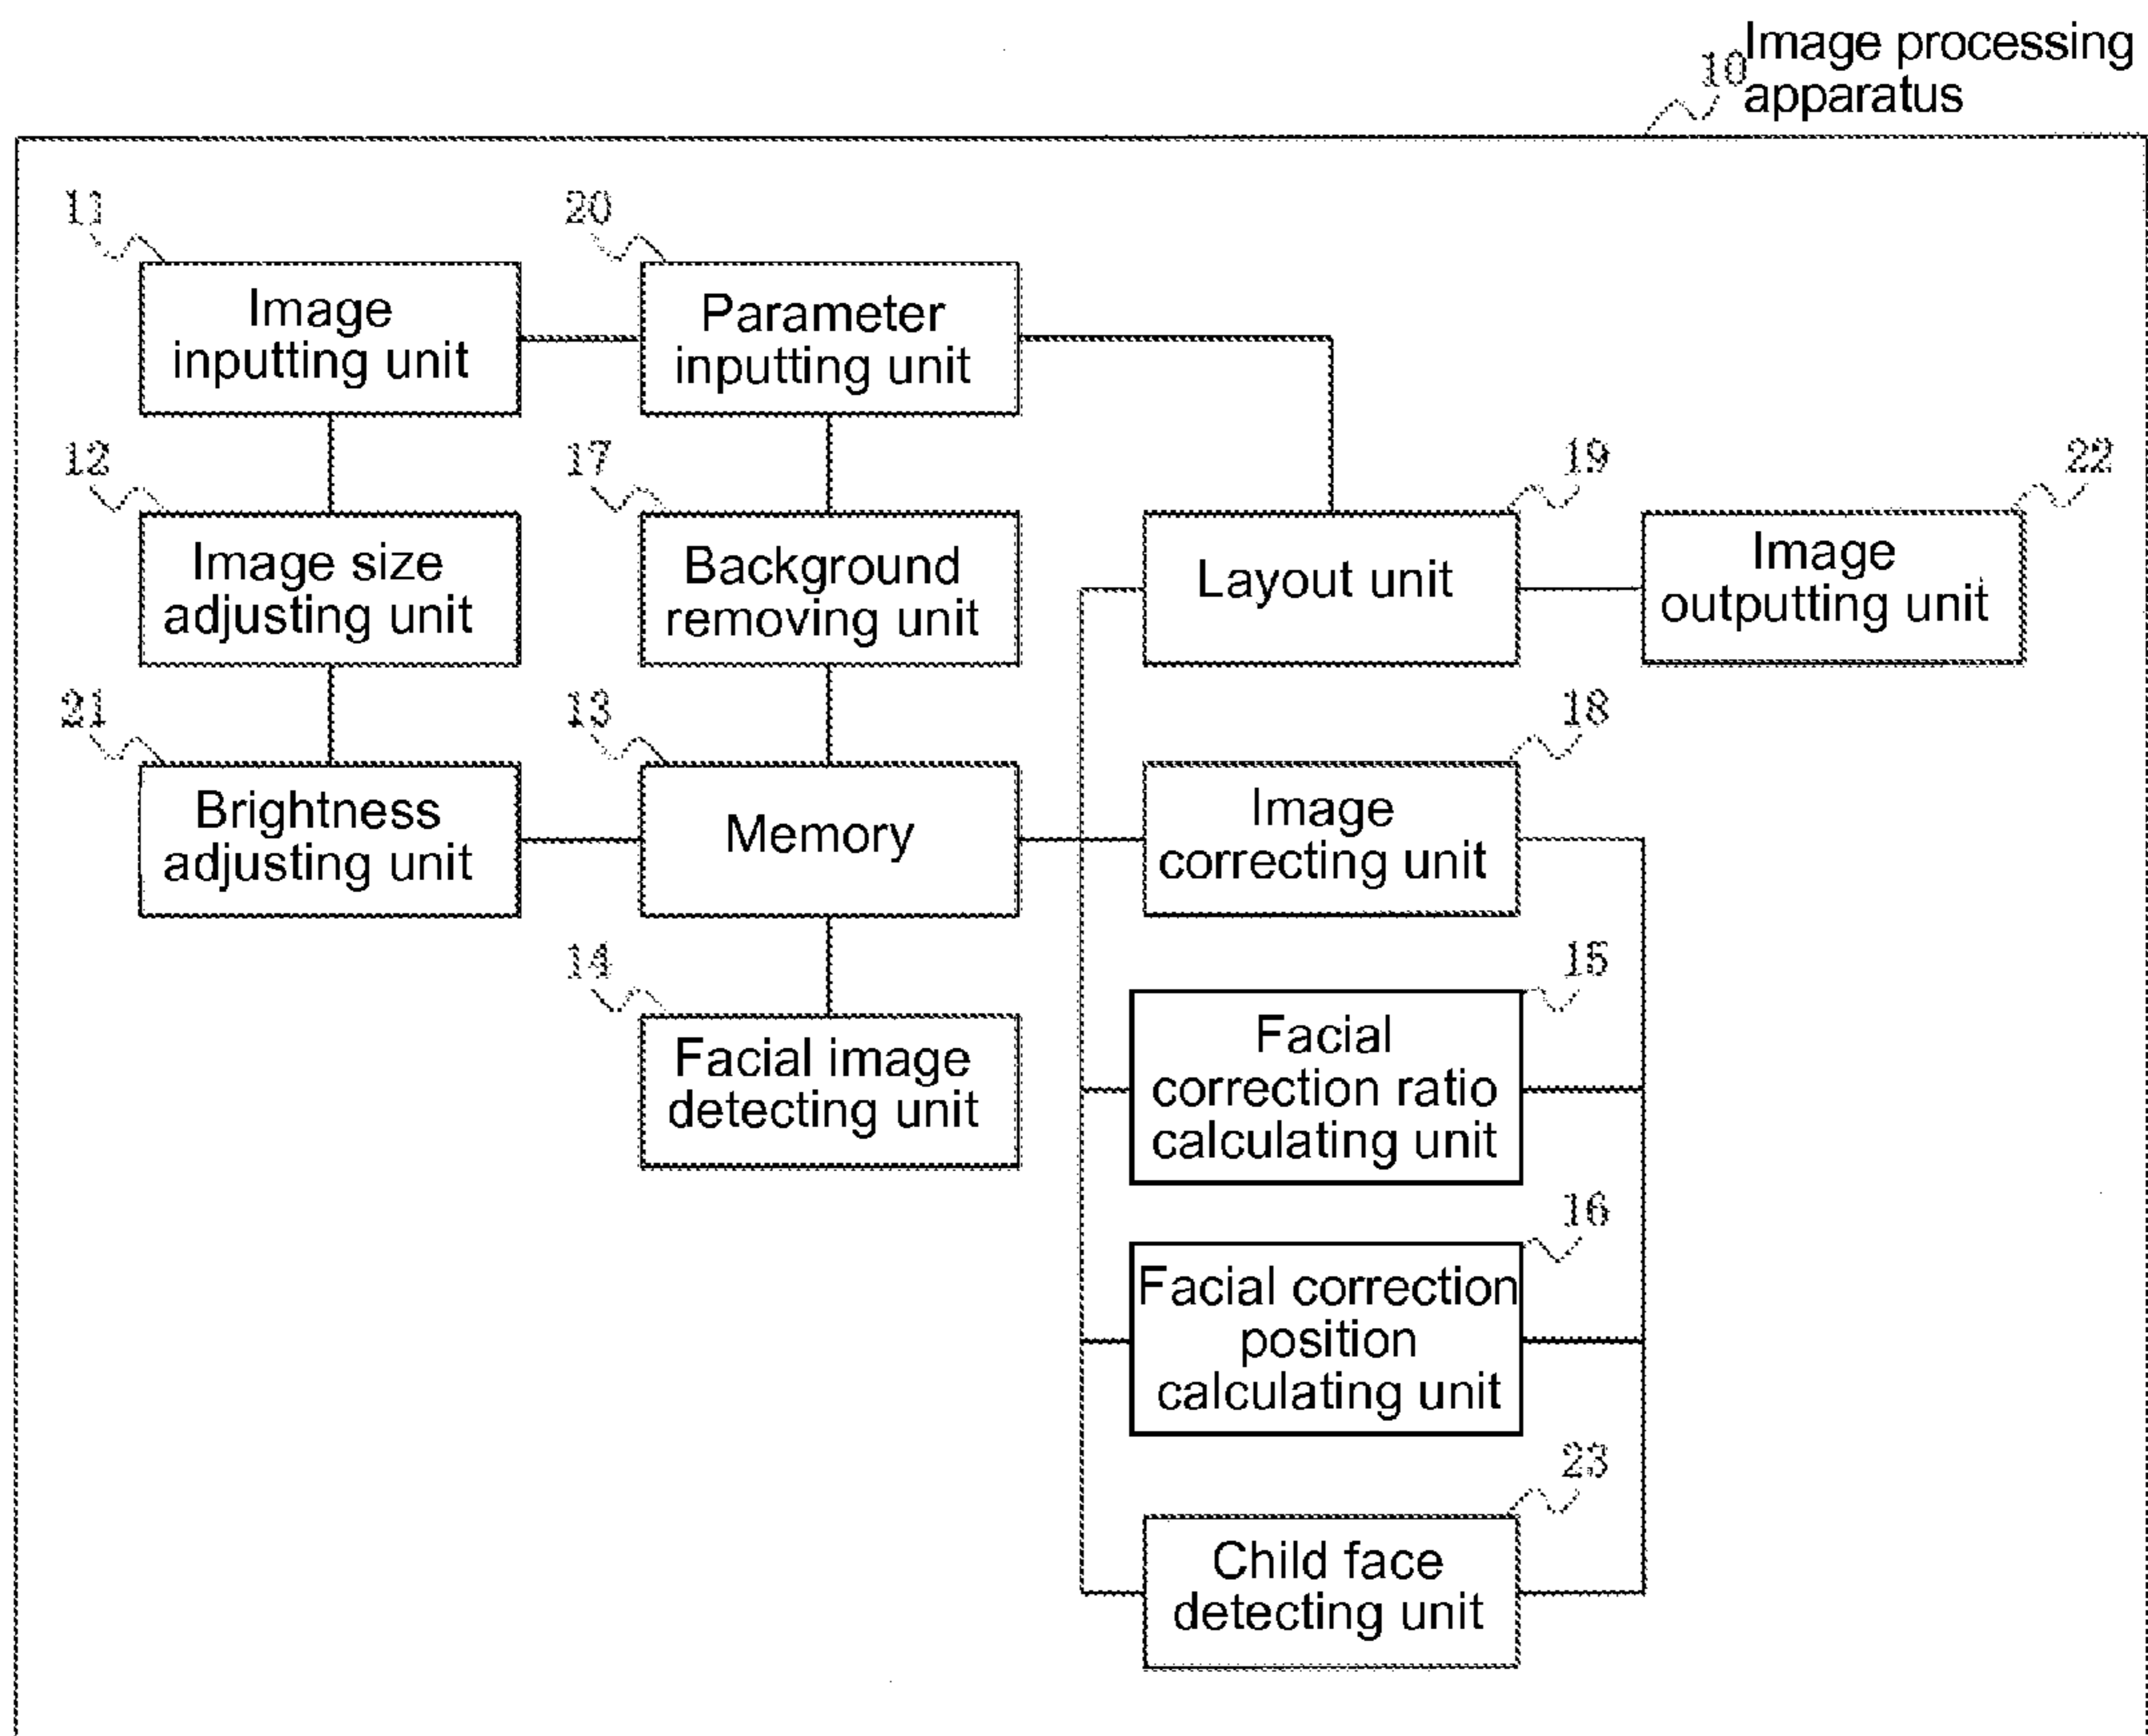 Image processing
10 apparatus
11
20
Image
inputting unit
Parameter
inputting unit
12
17
19
22
Image size
adjusting unit
Background
removing unit
Layout unit
Image
outputting unit
21
13
18
Brightness
adjusting unit
Memory
Image
correcting unit
14
15
Facial image
detecting unit
Facial
correction ratio
calculating unit
16
Facial correction
position
calculating unit
23
Child face
detecting unit